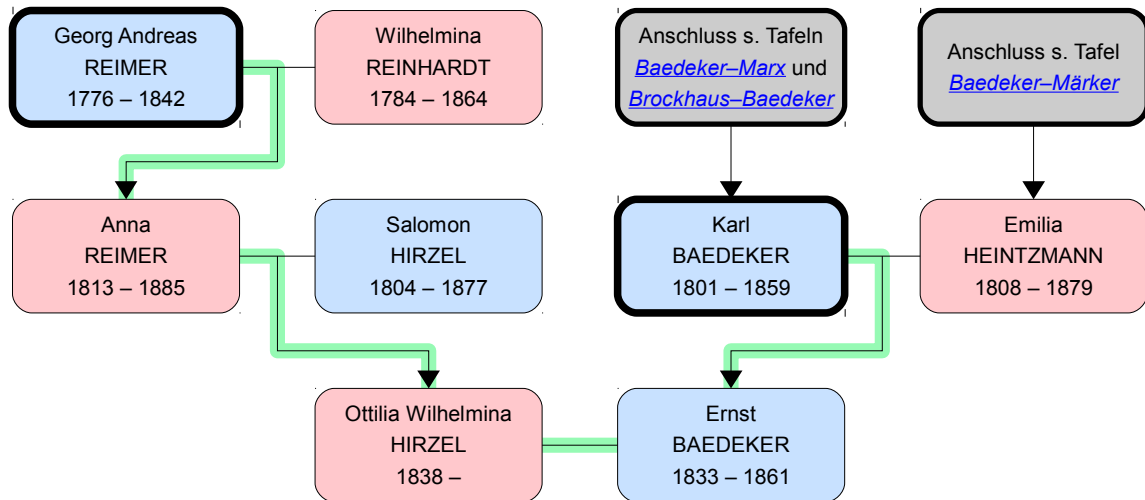 Georg Andreas
REIMER
1776 – 1842
Wilhelmina
REINHARDT
1784 – 1864
Anschluss s. Tafeln
Baedeker–Marx und
Brockhaus–Baedeker
Anschluss s. Tafel
Baedeker–Märker
Anna
REIMER
1813 – 1885
Salomon
HIRZEL
1804 – 1877
Karl
BAEDEKER
1801 – 1859
Emilia
HEINTZMANN
1808 – 1879
Ottilia Wilhelmina
HIRZEL
1838 –
Ernst
BAEDEKER
1833 – 1861